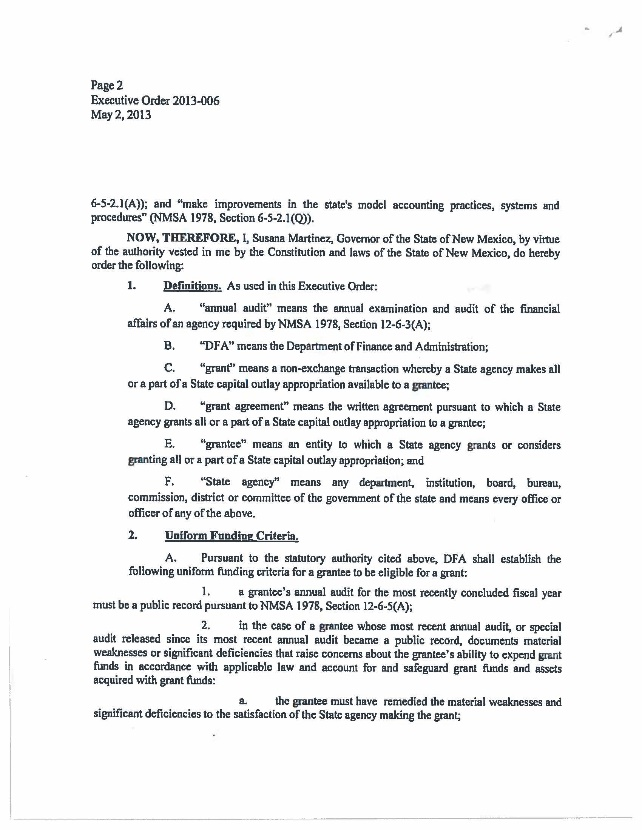 Page 2
Executive Order 2013-006
May 2, 2013
6-5-2.1(A)); and “make improvements in the state's model accounting practices, systems and
procedures” (NMSA 1978, Section 6-5-2.1(Q)).
NOW, THEREFORE, I, Susana Martinez, Governor of the State of New Mexico, by virtue
of the authority vested in me by the Constitution and laws of the State of New Mexico, do hereby
order the following:
1. Definitions. As used in this Executive Order:
A. “annual audit” means the annual examination and audit of the financial
affairs of an agency required by NMSA 1978, Section 12-6-3(A);
B. “DFA” means the Department of Finance and Administration;
C. “grant” means a non-exchange transaction whereby a State agency makes all
or a part of a State capital outlay appropriation available to a grantee;
D. “grant agreement” means the written agreement pursuant to which a State
agency grants all or a part of a State capital outlay appropriation to a grantee;
E. “grantee” means an entity to which a State agency grants or considers
granting all or a part of a State capital outlay appropriation; and
F. “State agency” means any department, institution, board, bureau,
commission, district or committee of the government of the state and means every office or
officer of any of the above.
2. Uniform Funding Criteria.
A. Pursuant to the statutory authority cited above, DFA shall establish the
following uniform funding criteria for a grantee to be eligible for a grant:
1. a grantee's annual audit for the most recently concluded fiscal year
must be a public record pursuant to NMSA 1978, Section 12-6-5(A);
2. in the case of a grantee whose most recent annual audit, or special
audit released since its most recent annual audit became a public record, documents material
weaknesses or significant deficiencies that raise concerns about the grantee's ability to expend grant
funds in accordance with applicable law and account for and safeguard grant funds and assets
acquired with grant funds:
a. the grantee must have remedied the material weaknesses and
significant deficiencies to the satisfaction of the State agency making the grant;